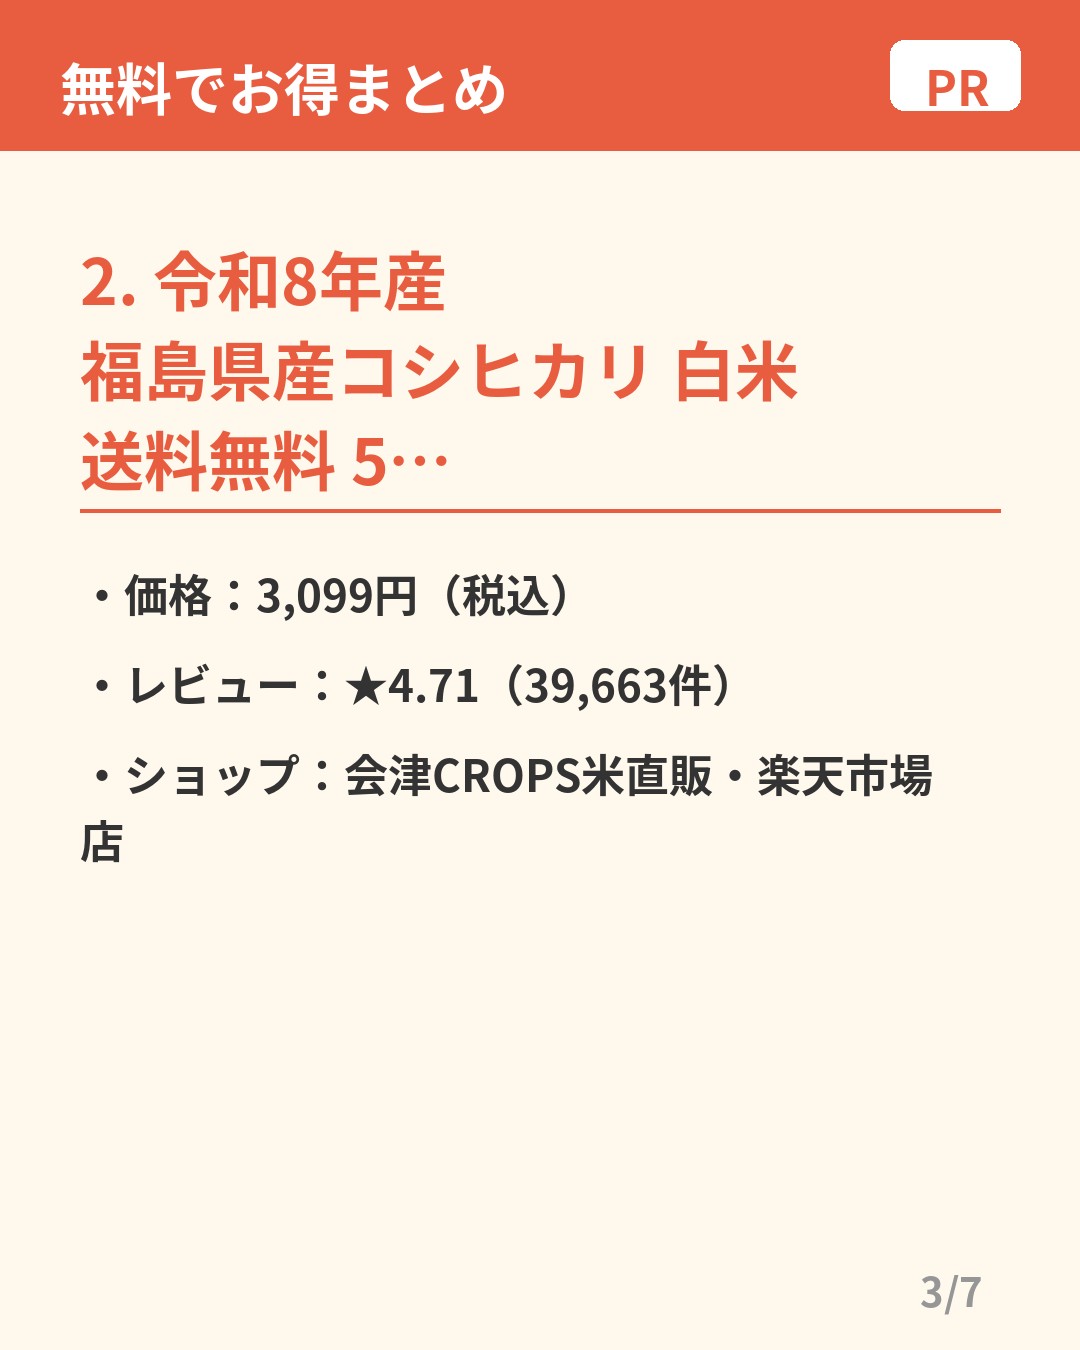 無料でお得まとめ
PR
2. 令和8年産
福島県産コシヒカリ 白米
送料無料 5…
・価格：3,099円（税込）
・レビュー：★4.71（39,663件）
・ショップ：会津CROPS米直販・楽天市場
店
3/7